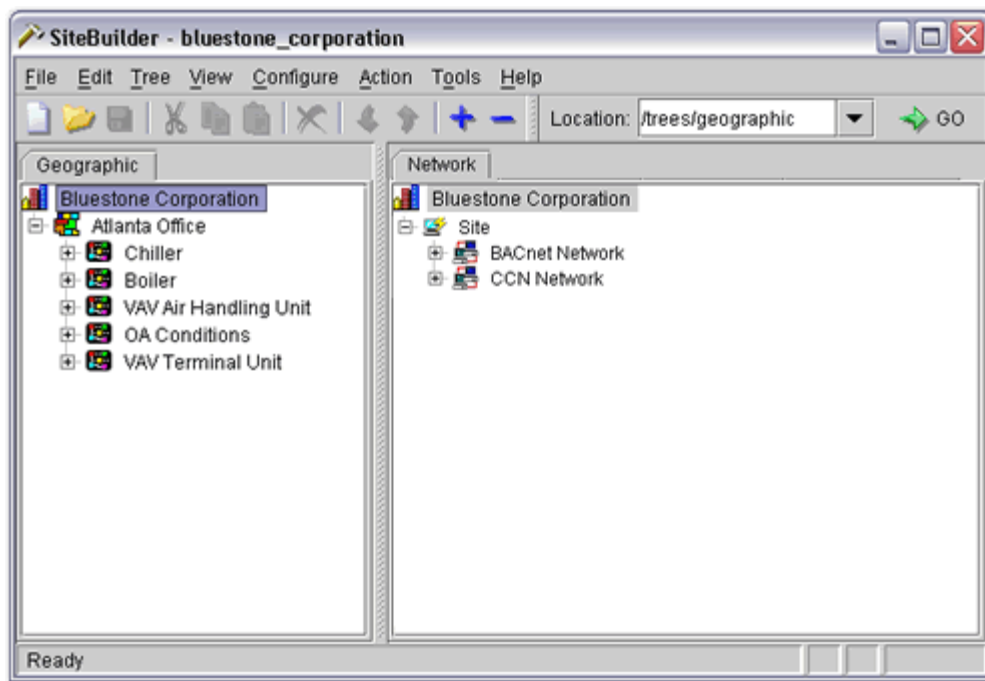 SiteBuilder - bluestone_corporation
File Edit Tree View Configure Action Tools Help
Location: /trees/geographic GO
Geographic
Bluestone Corporation
Atlanta Office
Chiller
Boiler
VAV Air Handling Unit
OA Conditions
VAV Terminal Unit
Network
Bluestone Corporation
Site
BACnet Network
CCN Network
Ready